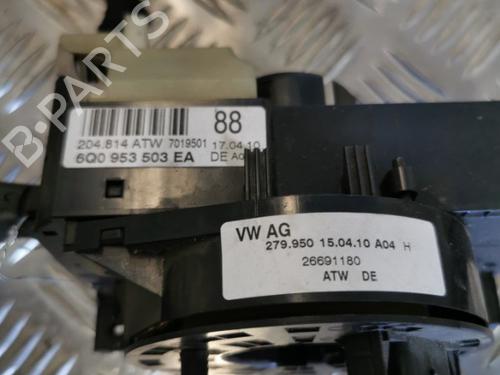 88
204.814 ATW 7019501 17.04.10
6Q0 953 503 EA DE
VW AG
279.950 15.04.10 A04 H
26691180
ATW DE
B-PARTS